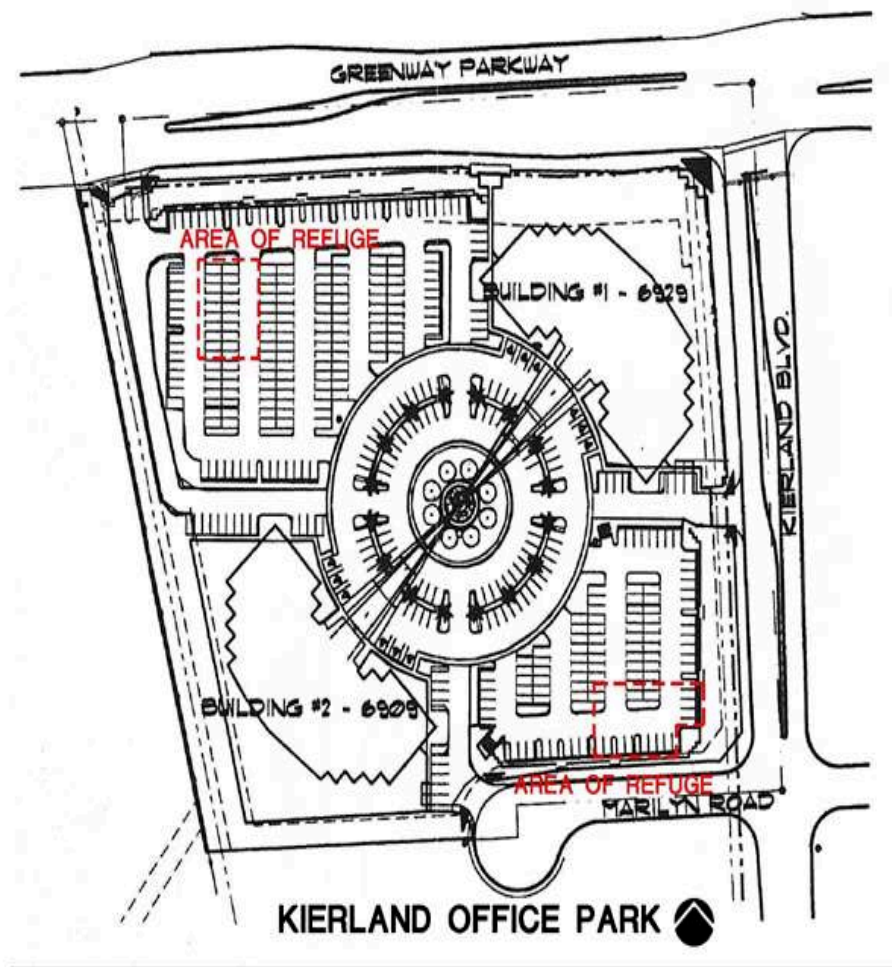 GREENWAY PARKWAY
AREA OF REFUGE
BUILDING #1 - 6929
KIERLAND BLVD.
BUILDING #2 - 6909
AREA OF REFUGE
MARILYN ROAD
KIERLAND OFFICE PARK